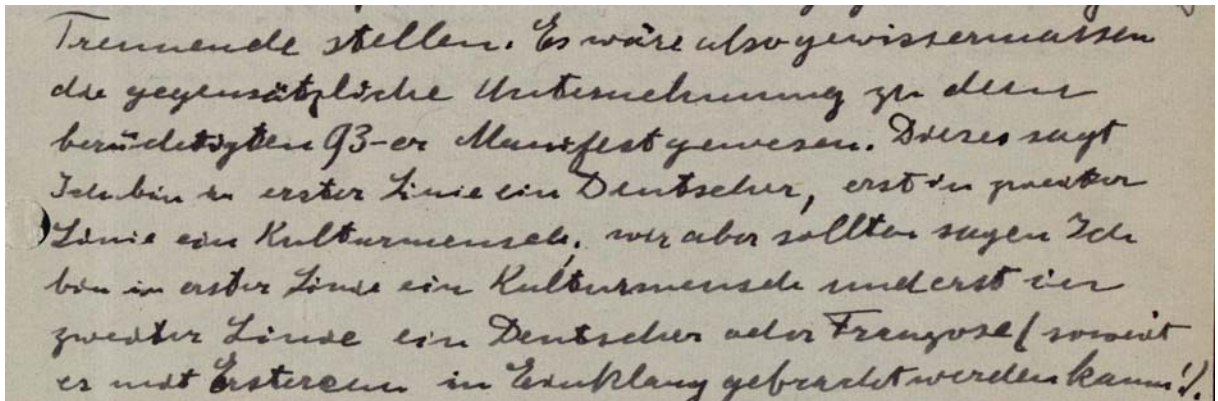 Trennende stellen. Es wäre also gewissermassen
die gegensätzliche Unternehmung zu dem
berüchtigten 93-er Manifest gewesen. Dieses sagt
Ich bin in erster Linie ein Deutscher, erst in zweiter
Linie ein Kulturmensch; wir aber sollten sagen Ich
bin in erster Linie ein Kulturmensch und erst in
zweiter Linie ein Deutscher oder Franzose (soweit
es mit Ersterem in Einklang gebracht werden kann!).